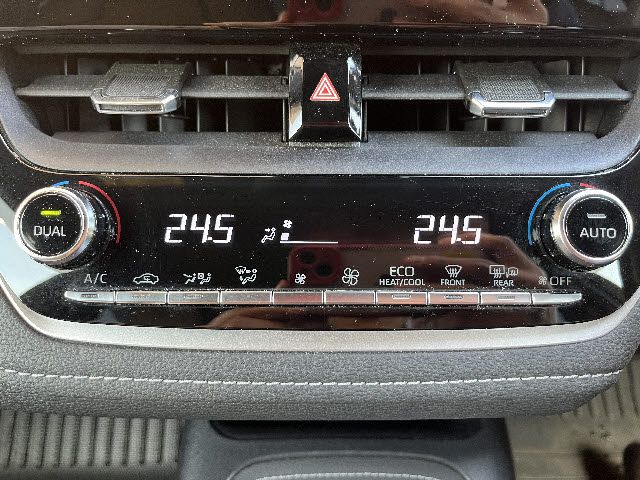 DUAL 24.5 24.5 AUTO
A/C ECO HEAT/COOL FRONT REAR OFF